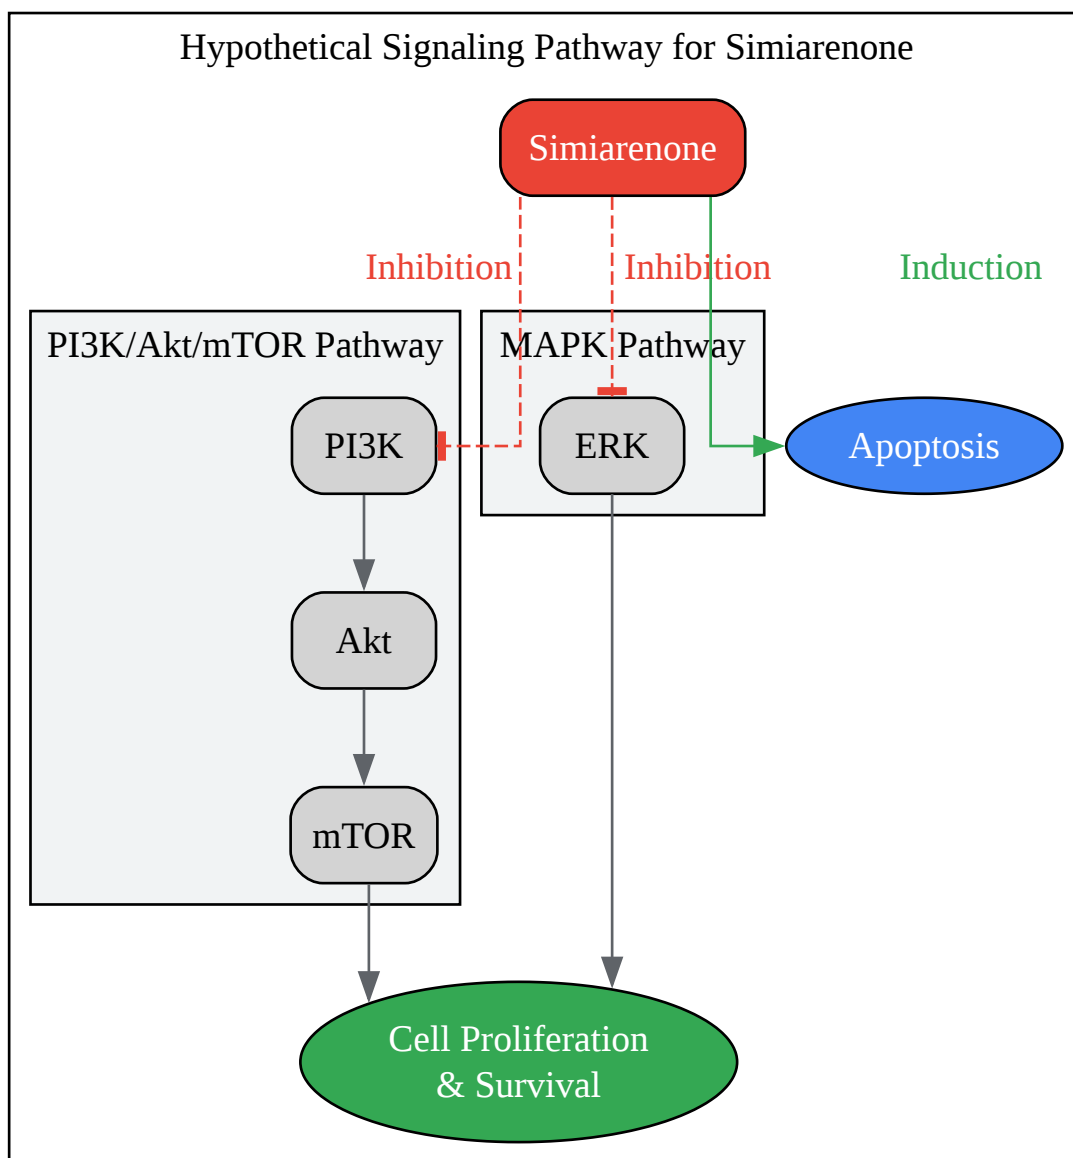 Hypothetical Signaling Pathway for Simiarenone
Simiarenone
Inhibition
Inhibition
Induction
PI3K/Akt/mTOR Pathway
MAPK Pathway
PI3K
ERK
Apoptosis
Akt
mTOR
Cell Proliferation
& Survival